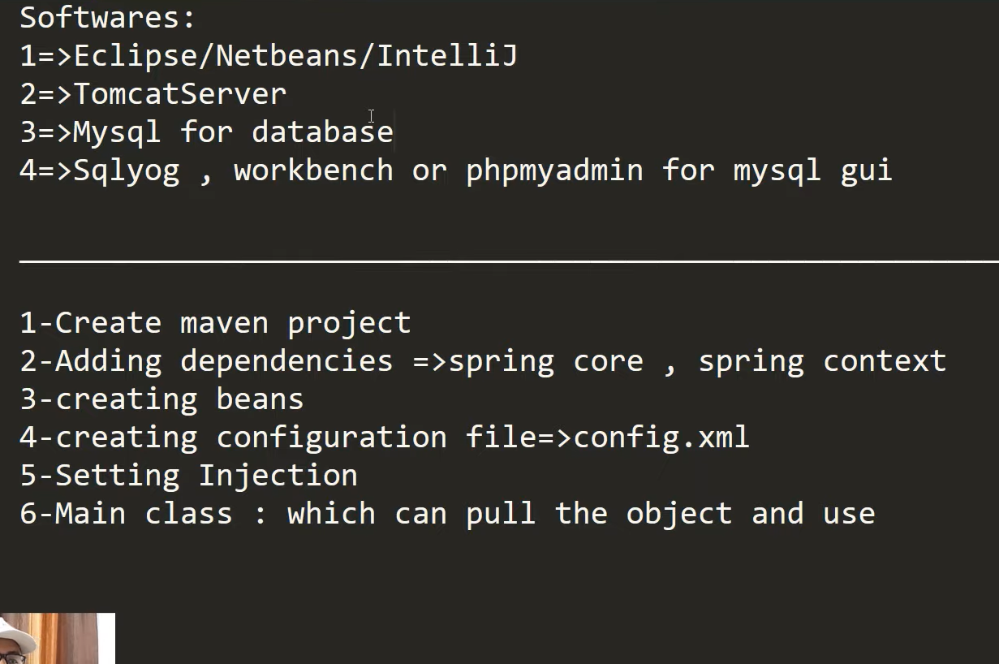 Softwares:
1=>Eclipse/Netbeans/IntelliJ
2=>TomcatServer
3=>Mysql for database
4=>Sqlyog , workbench or phpmyadmin for mysql gui
1-Create maven project
2-Adding dependencies =>spring core , spring context
3-creating beans
4-creating configuration file=>config.xml
5-Setting Injection
6-Main class : which can pull the object and use